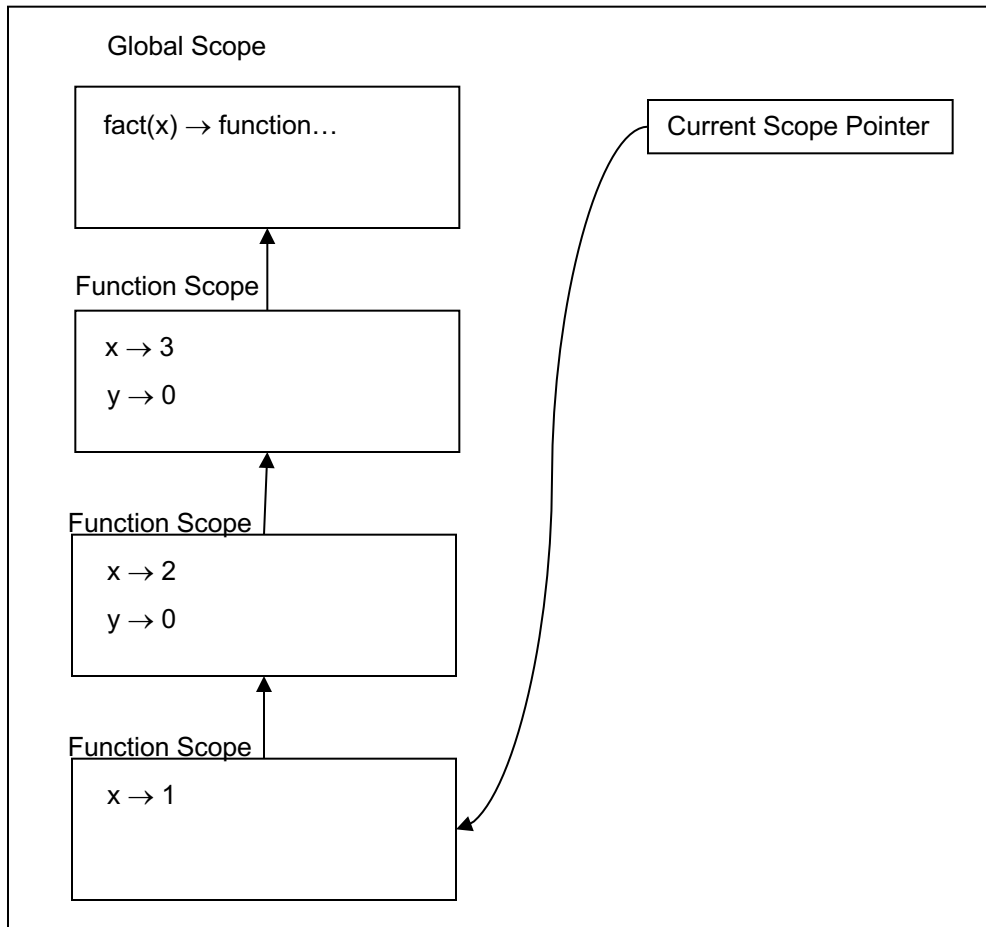 Global Scope
fact(x) → function…
Current Scope Pointer
Function Scope
x → 3
y → 0
Function Scope
x → 2
y → 0
Function Scope
x → 1